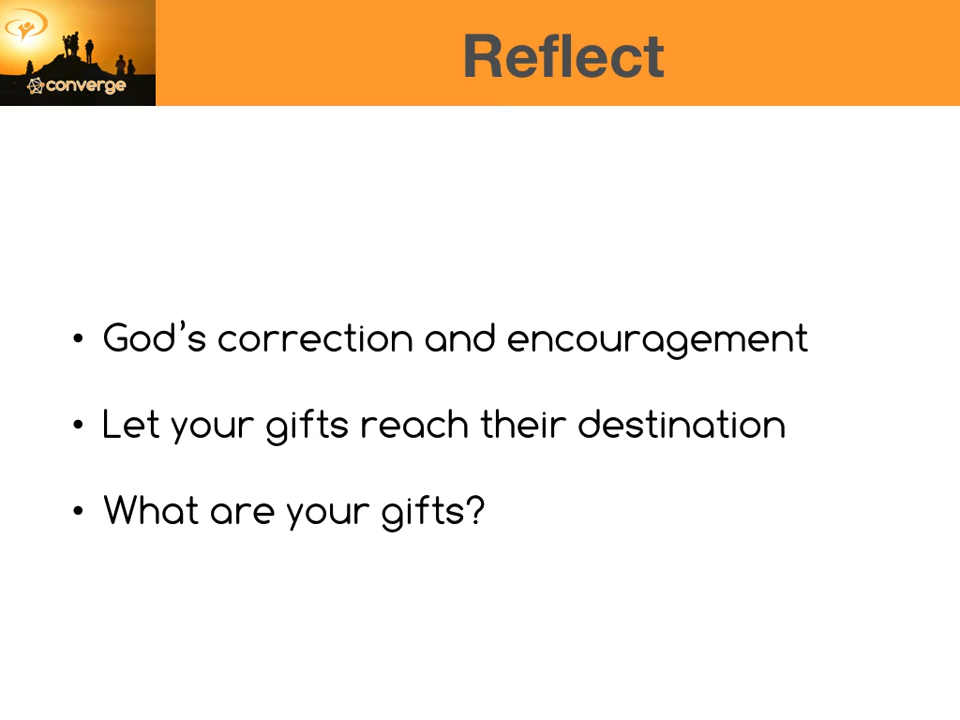 converge
Reflect
• God's correction and encouragement
• Let your gifts reach their destination
• What are your gifts?